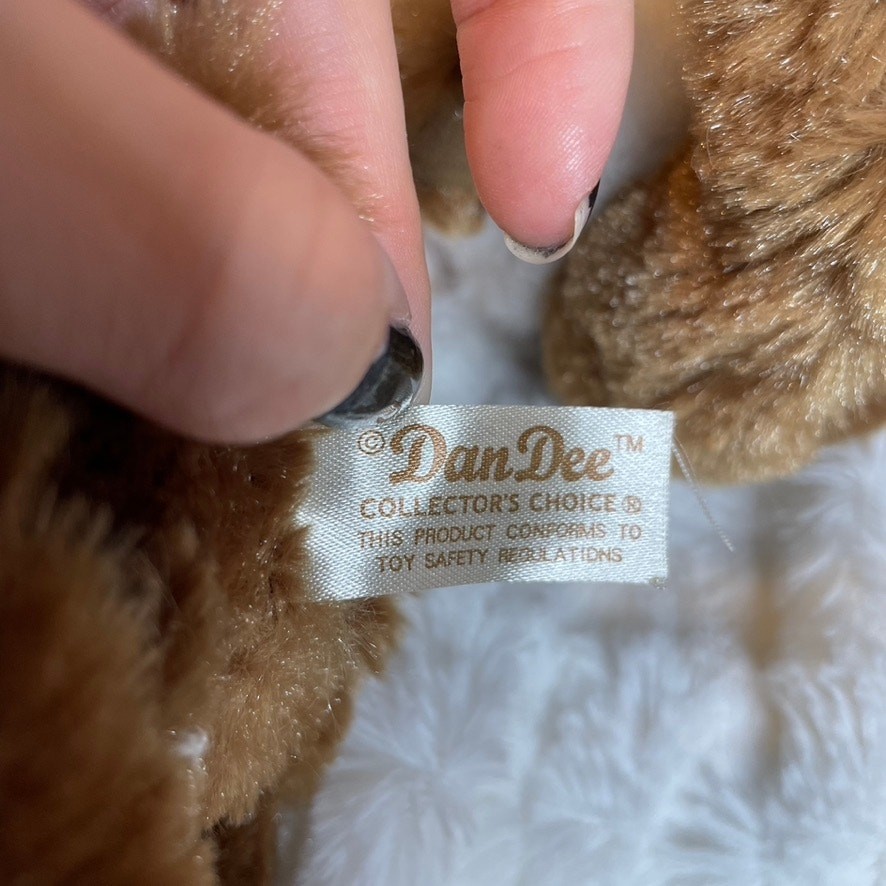 © DanDee™
COLLECTOR'S CHOICE ®
THIS PRODUCT CONFORMS TO
TOY SAFETY REGULATIONS